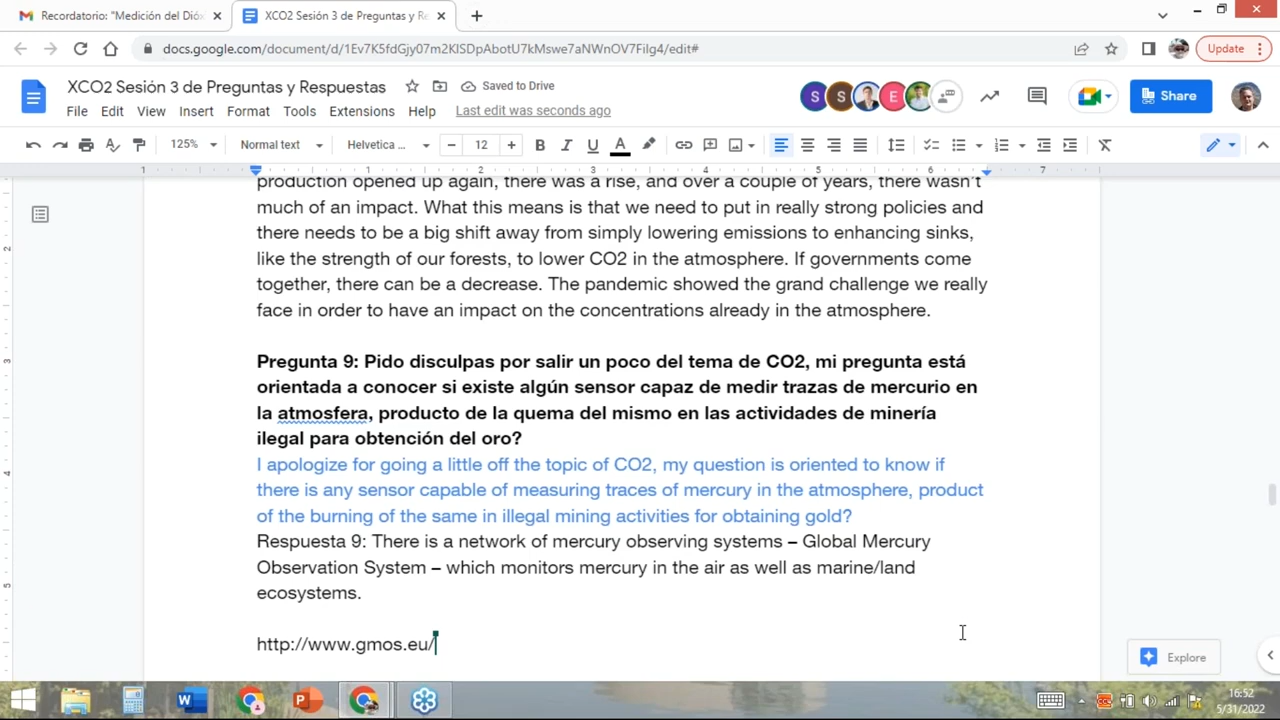 Recordatorio: "Medición del Dióx
XCO2 Sesión 3 de Preguntas y Re
docs.google.com/document/d/1Ev7K5fdGjy07m2KlSDpAbotU7kMswe7aNWnOV7FiIg4/edit#
Update
XCO2 Sesión 3 de Preguntas y Respuestas
Saved to Drive
File Edit View Insert Format Tools Extensions Help
Last edit was seconds ago
S S E
Share
125% Normal text Helvetica ... 12 B I U A
1 1 2 3 4 5 6 7
production opened up again, there was a rise, and over a couple of years, there wasn't
much of an impact. What this means is that we need to put in really strong policies and
there needs to be a big shift away from simply lowering emissions to enhancing sinks,
like the strength of our forests, to lower CO2 in the atmosphere. If governments come
together, there can be a decrease. The pandemic showed the grand challenge we really
face in order to have an impact on the concentrations already in the atmosphere.
Pregunta 9: Pido disculpas por salir un poco del tema de CO2, mi pregunta está
orientada a conocer si existe algún sensor capaz de medir trazas de mercurio en
la atmosfera, producto de la quema del mismo en las actividades de minería
ilegal para obtención del oro?
I apologize for going a little off the topic of CO2, my question is oriented to know if
there is any sensor capable of measuring traces of mercury in the atmosphere, product
of the burning of the same in illegal mining activities for obtaining gold?
Respuesta 9: There is a network of mercury observing systems – Global Mercury
Observation System – which monitors mercury in the air as well as marine/land
ecosystems.
http://www.gmos.eu/
Explore
16:52
5/31/2022